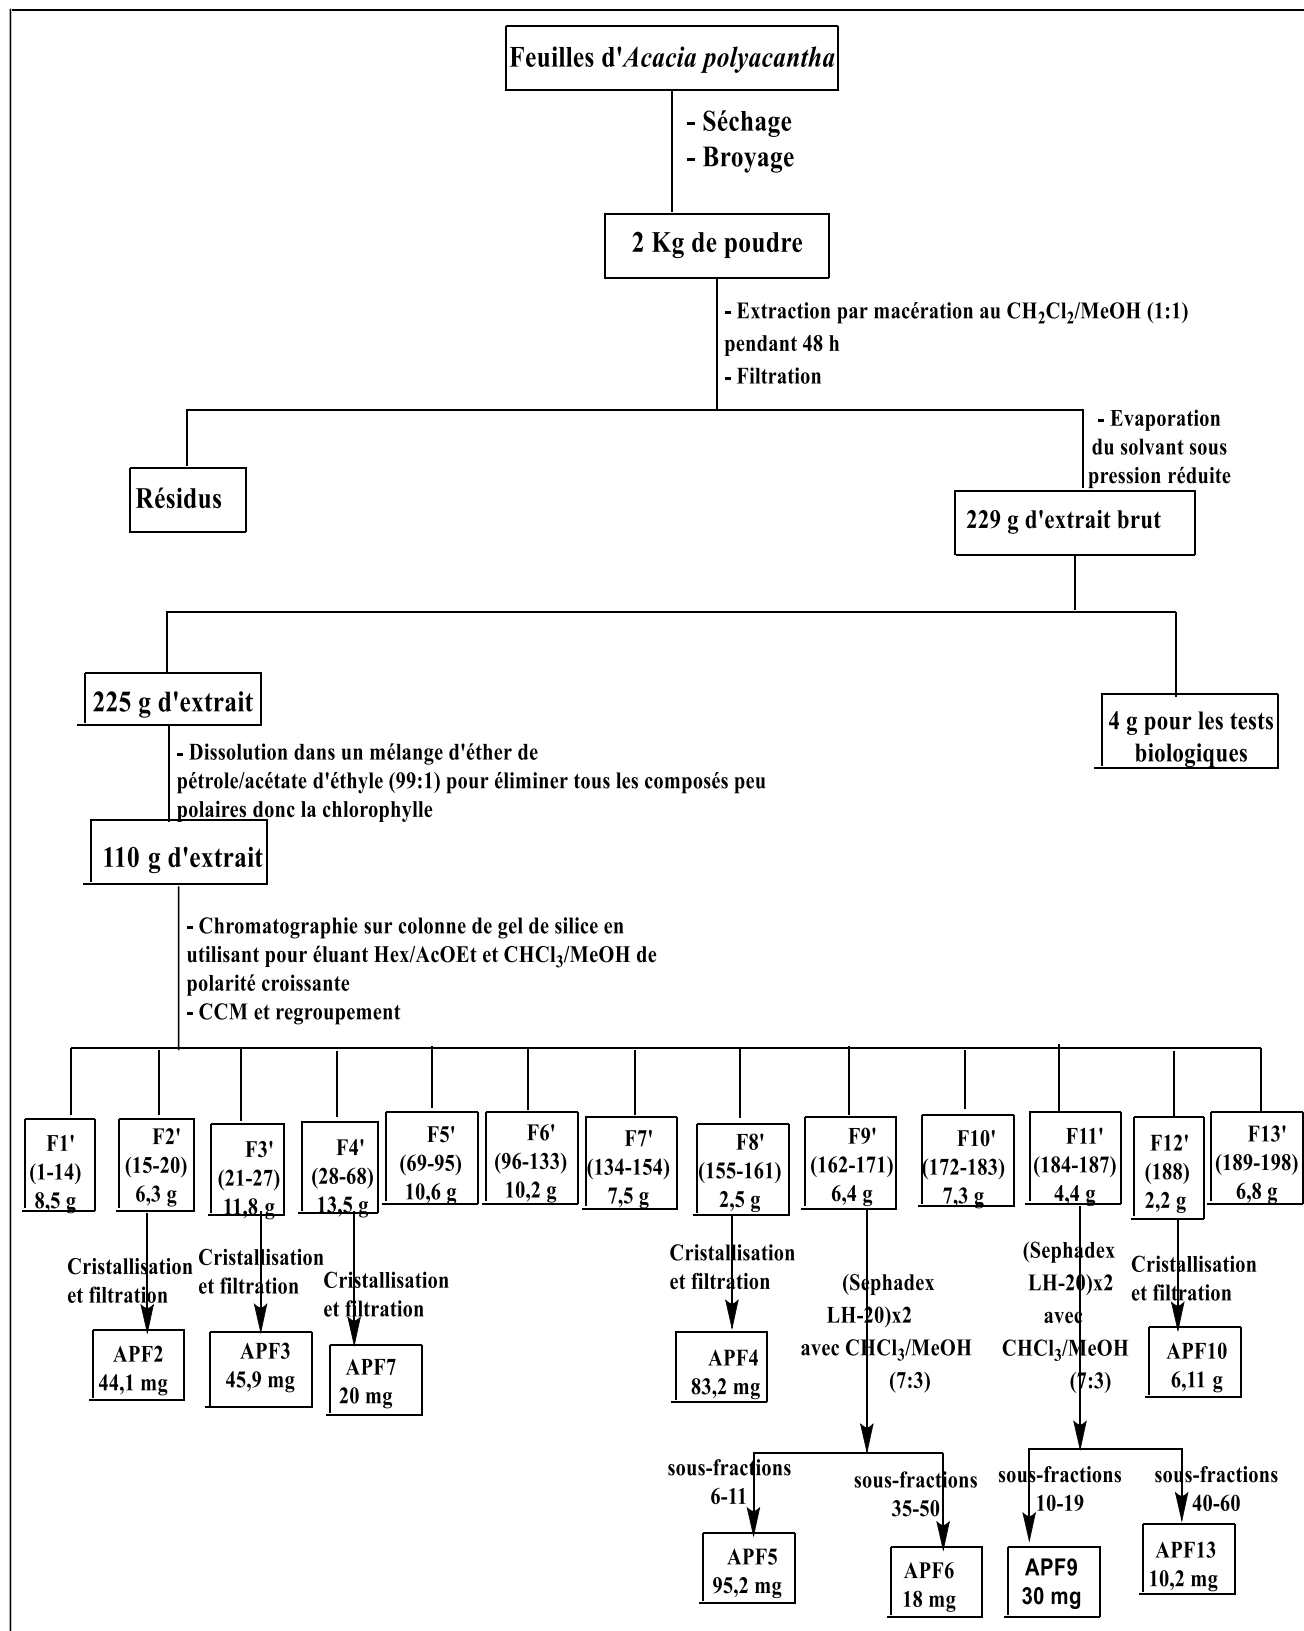 Feuilles d'Acacia polyacantha
- Séchage
- Broyage
2 Kg de poudre
- Extraction par macération au CH₂Cl₂/MeOH (1:1)
pendant 48 h
- Filtration
- Evaporation
du solvant sous
pression réduite
Résidus
229 g d'extrait brut
225 g d'extrait
4 g pour les tests
biologiques
- Dissolution dans un mélange d'éther de
pétrole/acétate d'éthyle (99:1) pour éliminer tous les composés peu
polaires donc la chlorophylle
110 g d'extrait
- Chromatographie sur colonne de gel de silice en
utilisant pour éluant Hex/AcOEt et CHCl₃/MeOH de
polarité croissante
- CCM et regroupement
F1'
(1-14)
8,5 g
F2'
(15-20)
6,3 g
F3'
(21-27)
11,8 g
F4'
(28-68)
13,5 g
F5'
(69-95)
10,6 g
F6'
(96-133)
10,2 g
F7'
(134-154)
7,5 g
F8'
(155-161)
2,5 g
F9'
(162-171)
6,4 g
F10'
(172-183)
7,3 g
F11'
(184-187)
4,4 g
F12'
(188)
2,2 g
F13'
(189-198)
6,8 g
Cristallisation
et filtration
Cristallisation
et filtration
Cristallisation
et filtration
Cristallisation
et filtration
(Sephadex
LH-20)x2
avec CHCl₃/MeOH
(7:3)
(Sephadex
LH-20)x2
avec
CHCl₃/MeOH
(7:3)
Cristallisation
et filtration
APF2
44,1 mg
APF3
45,9 mg
APF7
20 mg
APF4
83,2 mg
APF10
6,11 g
sous-fractions
6-11
sous-fractions
35-50
sous-fractions
10-19
sous-fractions
40-60
APF5
95,2 mg
APF6
18 mg
APF9
30 mg
APF13
10,2 mg